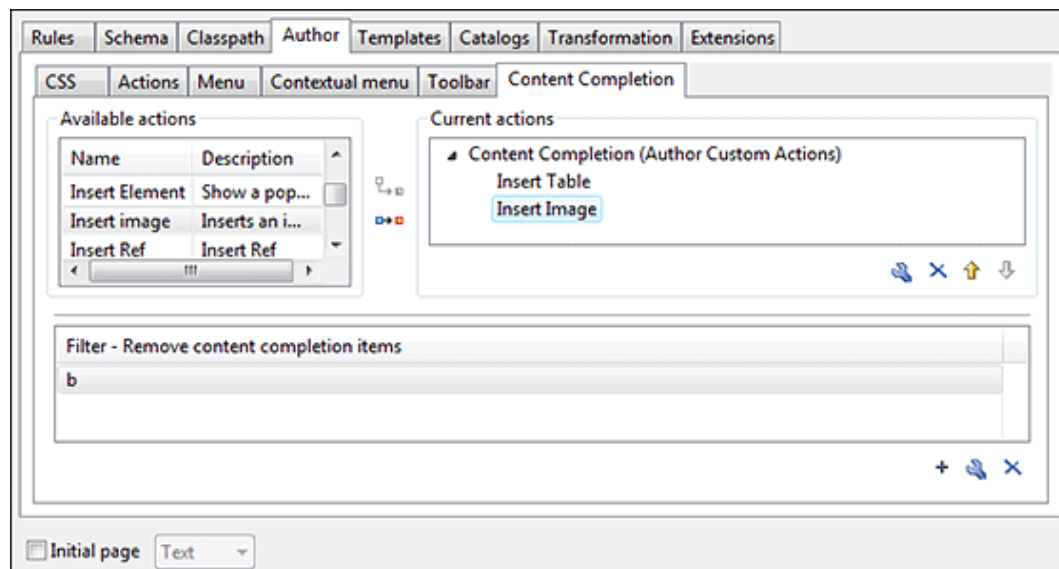 Rules Schema Classpath Author Templates Catalogs Transformation Extensions
CSS Actions Menu Contextual menu Toolbar Content Completion
Available actions
Name Description
Insert Element Show a pop...
Insert image Inserts an i...
Insert Ref Insert Ref
Current actions
Content Completion (Author Custom Actions)
Insert Table
Insert Image
Filter - Remove content completion items
b
Initial page Text